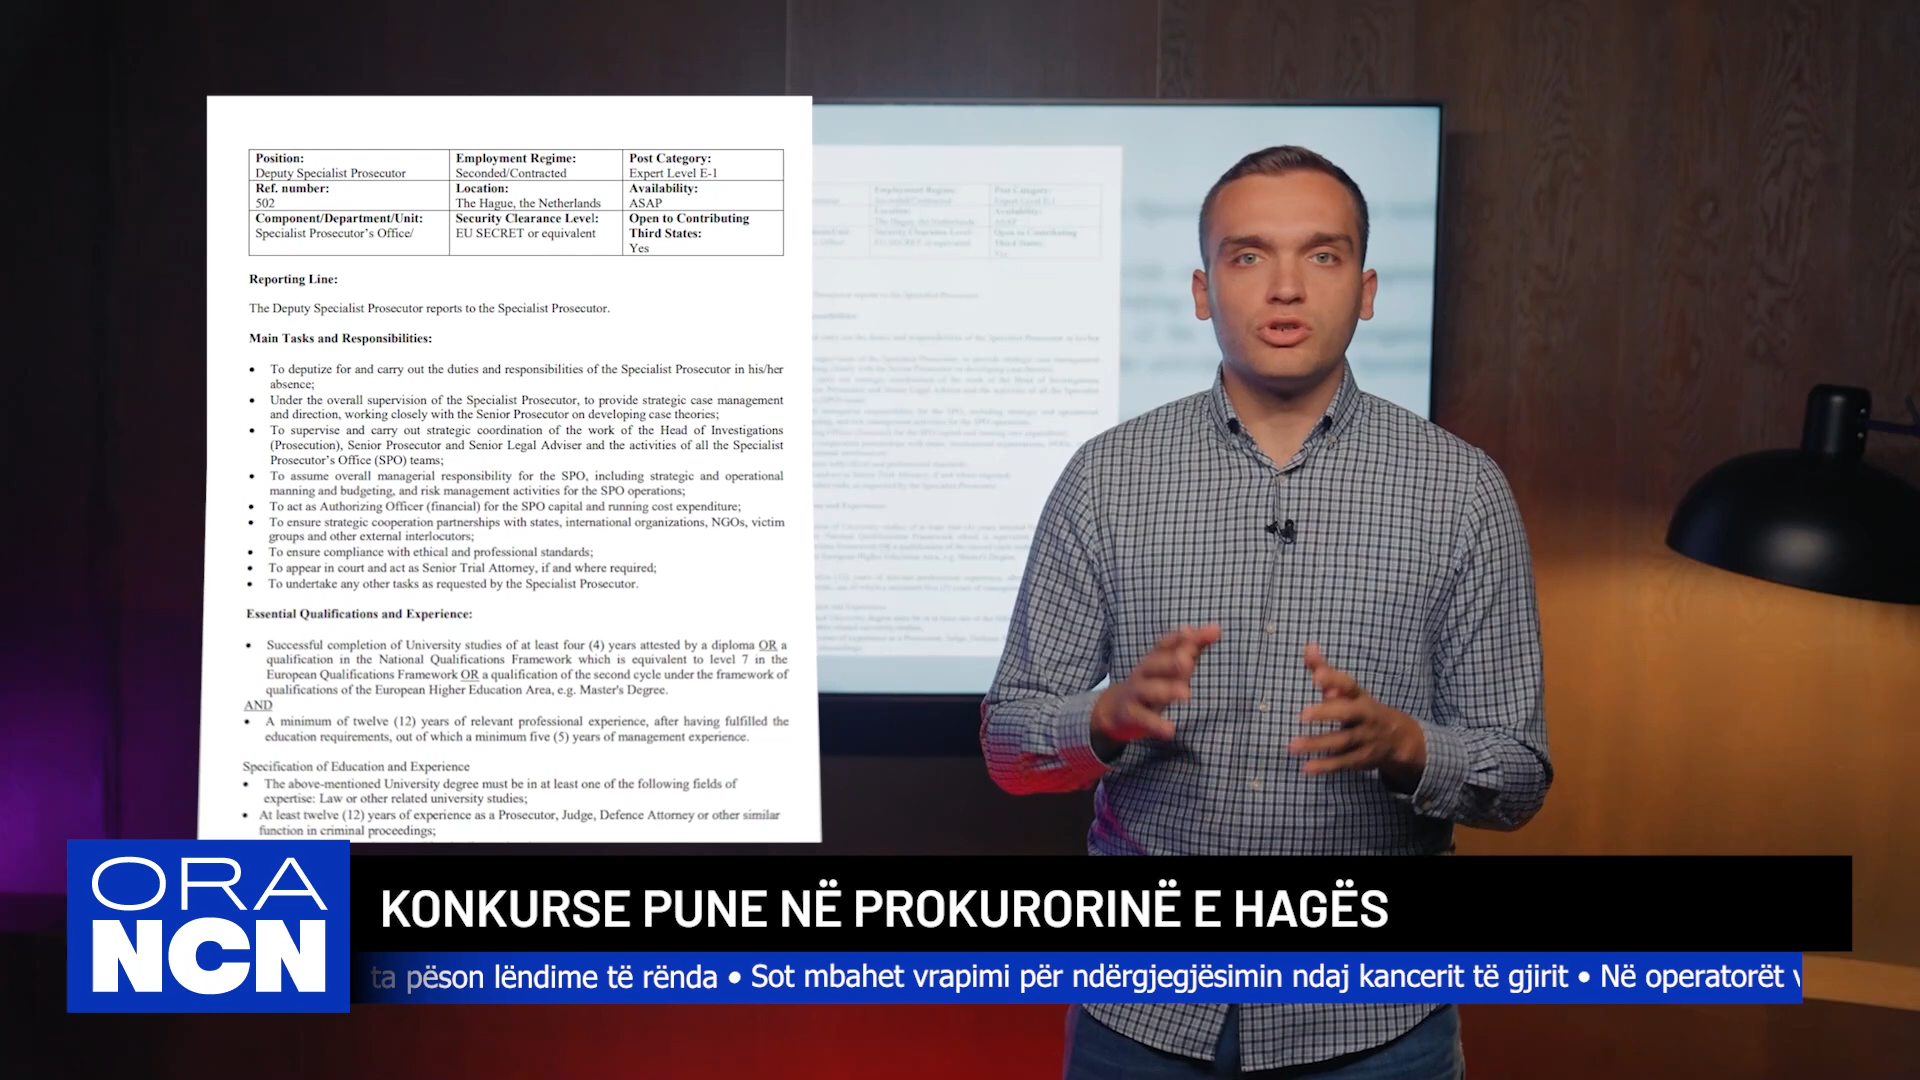 Position:
Deputy Specialist Prosecutor
Employment Regime:
Seconded/Contracted
Post Category:
Expert Level E-1
Ref. number:
502
Location:
The Hague, the Netherlands
Availability:
ASAP
Component/Department/Unit:
Specialist Prosecutor's Office/
Security Clearance Level:
EU SECRET or equivalent
Open to Contributing
Third States:
Yes
Reporting Line:
The Deputy Specialist Prosecutor reports to the Specialist Prosecutor.
Main Tasks and Responsibilities:
• To deputize for and carry out the duties and responsibilities of the Specialist Prosecutor in his/her
absence;
• Under the overall supervision of the Specialist Prosecutor, to provide strategic case management
and direction, working closely with the Senior Prosecutor on developing case theories;
• To supervise and carry out strategic coordination of the work of the Head of Investigations
(Prosecution), Senior Prosecutor and Senior Legal Adviser and the activities of all the Specialist
Prosecutor's Office (SPO) teams;
• To assume overall managerial responsibility for the SPO, including strategic and operational
manning and budgeting, and risk management activities for the SPO operations;
• To act as Authorizing Officer (financial) for the SPO capital and running cost expenditure;
• To ensure strategic cooperation partnerships with states, international organizations, NGOs, victim
groups and other external interlocutors;
• To ensure compliance with ethical and professional standards;
• To appear in court and act as Senior Trial Attorney, if and where required;
• To undertake any other tasks as requested by the Specialist Prosecutor.
Essential Qualifications and Experience:
• Successful completion of University studies of at least four (4) years attested by a diploma OR a
qualification in the National Qualifications Framework which is equivalent to level 7 in the
European Qualifications Framework OR a qualification of the second cycle under the framework of
qualifications of the European Higher Education Area, e.g. Master's Degree.
AND
• A minimum of twelve (12) years of relevant professional experience, after having fulfilled the
education requirements, out of which a minimum five (5) years of management experience.
Specification of Education and Experience
• The above-mentioned University degree must be in at least one of the following fields of
expertise: Law or other related university studies;
• At least twelve (12) years of experience as a Prosecutor, Judge, Defence Attorney or other similar
function in criminal proceedings;
ORA
NCN
KONKURSE PUNE NË PROKURORINË E HAGËS
ta pëson lëndime të rënda • Sot mbahet vrapimi për ndërgjegjësimin ndaj kancerit të gjirit • Në operatorët